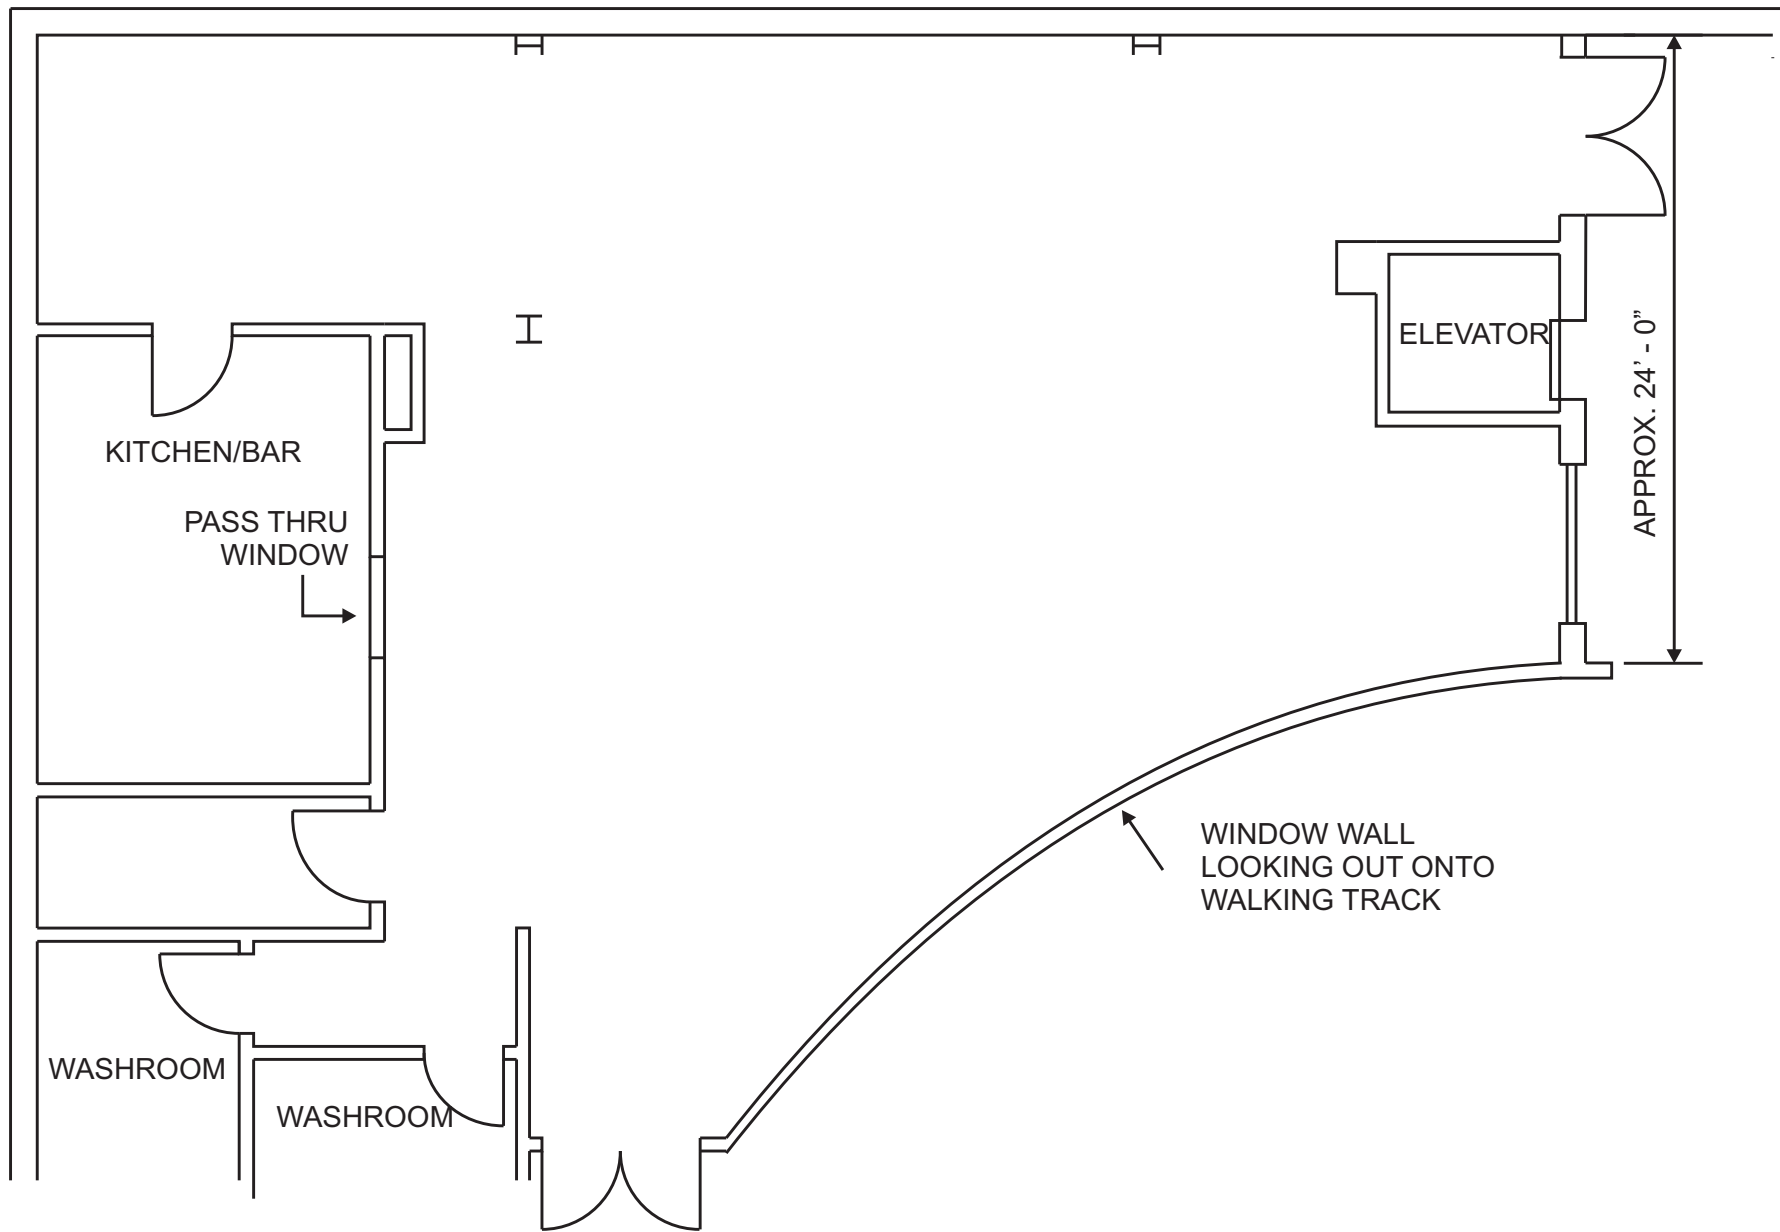 ELEVATOR
APPROX. 24' - 0”
KITCHEN/BAR
PASS THRU
WINDOW
WINDOW WALL
LOOKING OUT ONTO
WALKING TRACK
WASHROOM
WASHROOM